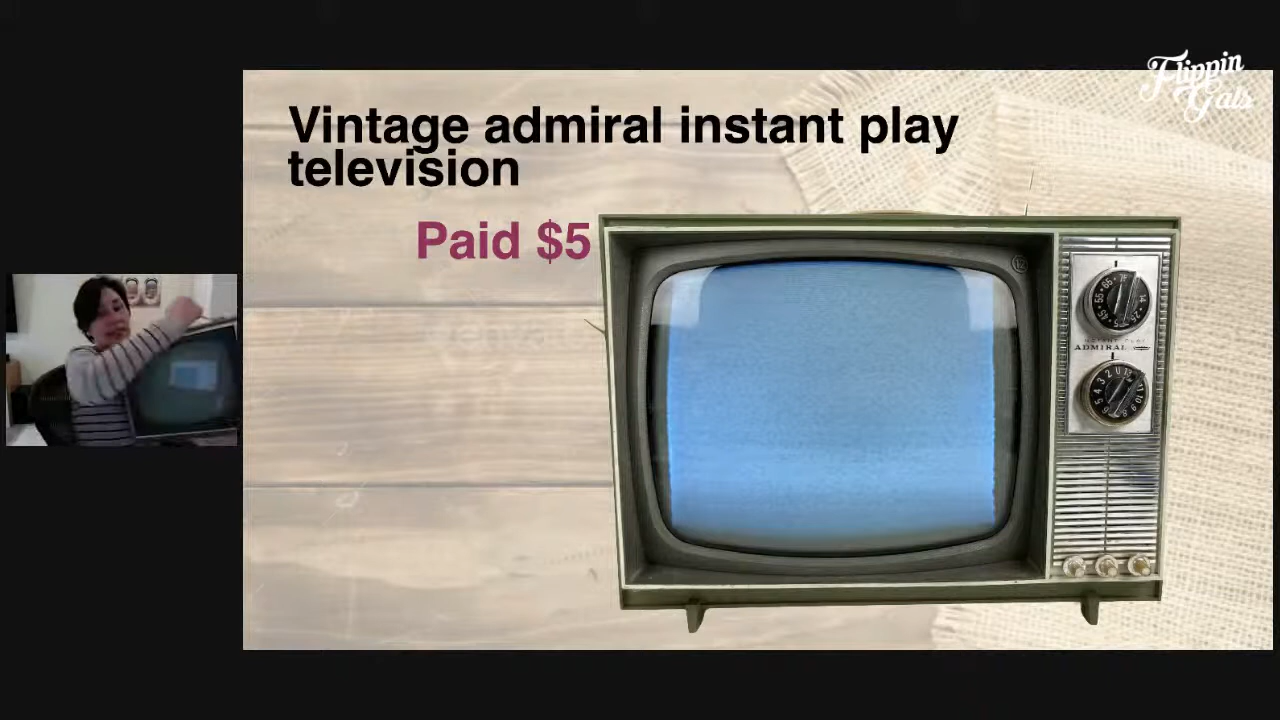 Flippin
Gals
Vintage admiral instant play
television
Paid $5
ADMIRAL